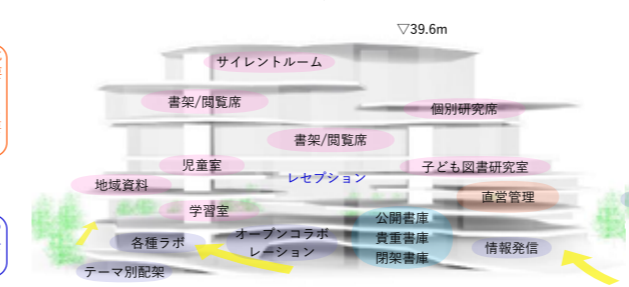 ▽39.6m
サイレントルーム
書架/閲覧席
個別研究席
書架/閲覧席
児童室
子ども図書研究室
地域資料
レセプション
直営管理
学習室
公開書庫
オープンコラボ
レーション
各種ラボ
貴重書庫
情報発信
閉架書庫
テーマ別配架